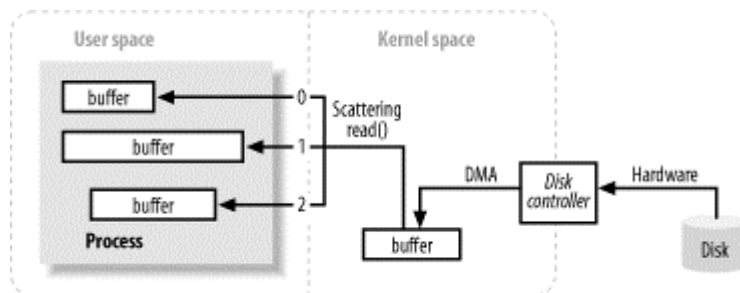 User space
Kernel space
buffer
0
Scattering
read()
buffer
1
DMA
Disk
controller
Hardware
buffer
2
Process
buffer
Disk